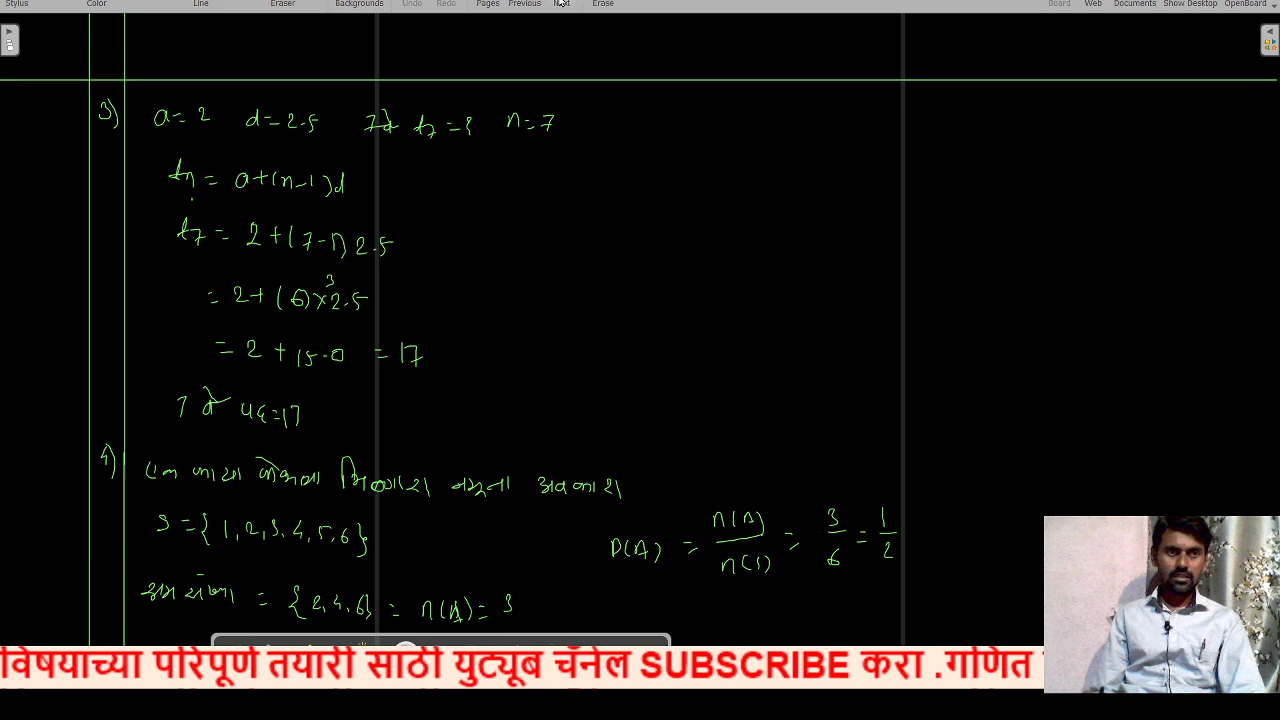 Stylus Color Line Eraser Backgrounds Undo Redo Pages Previous Next Erase Board Web Documents Show Desktop OpenBoard
3) a = 2 d = 2.5 t7 = ? n = 7
tn = a+(n-1)d
t7 = 2+(7-1)2.5
= 2+(6)×2.5
3
= 2 + 15.0 = 17
7 वे पद = 17
4)
S = {1, 2, 3, 4, 5, 6}
P(A) = n(A) / n(S) = 3/6 = 1/2
= {2, 4, 6} = n(A) = 3
विषयाच्या परिपूर्ण तयारी साठी युट्यूब चॅनेल SUBSCRIBE करा .गणित